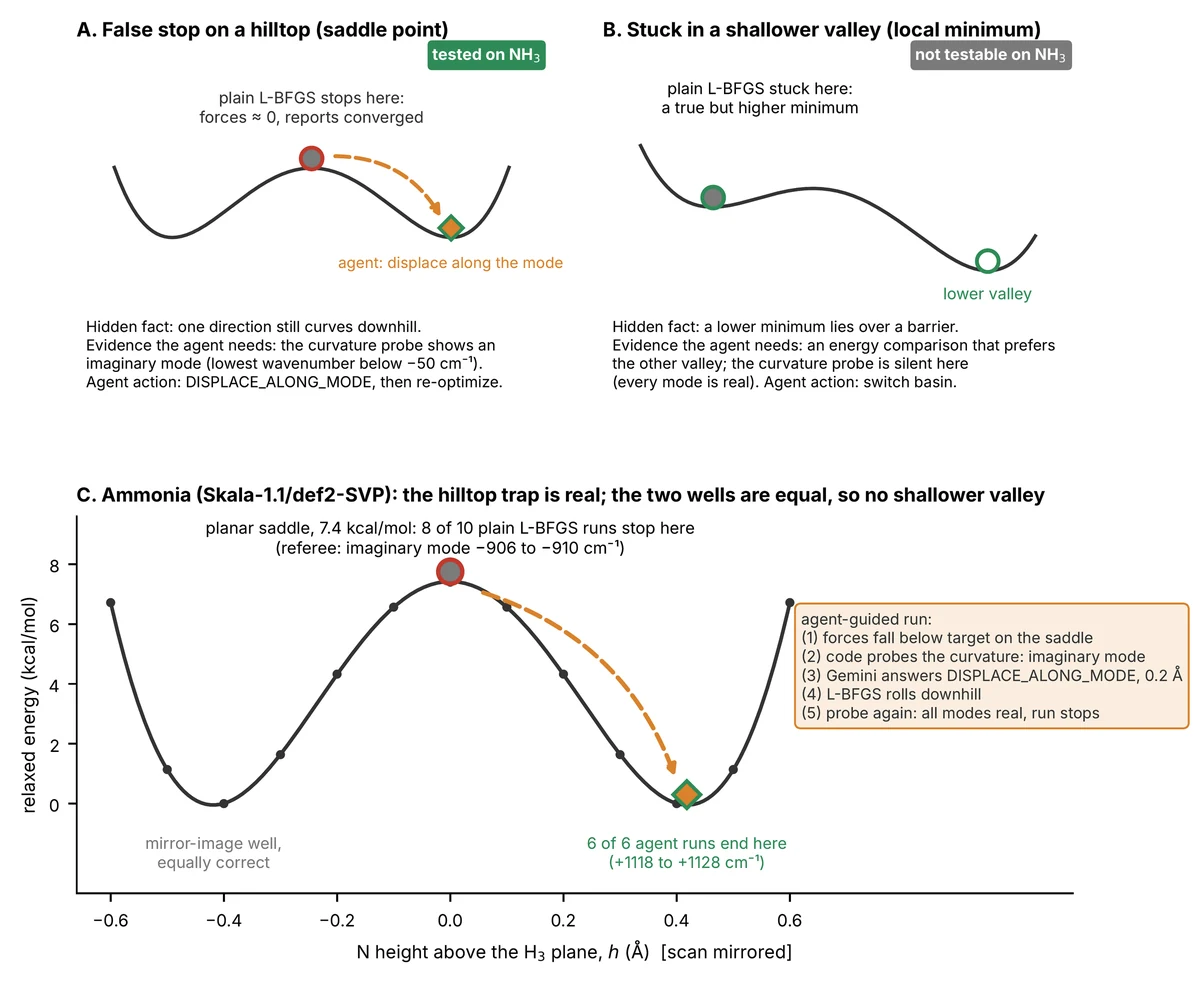 A. False stop on a hilltop (saddle point)
tested on NH₃
plain L-BFGS stops here:
forces ≈ 0, reports converged
agent: displace along the mode
Hidden fact: one direction still curves downhill.
Evidence the agent needs: the curvature probe shows an
imaginary mode (lowest wavenumber below −50 cm⁻¹).
Agent action: DISPLACE_ALONG_MODE, then re-optimize.
B. Stuck in a shallower valley (local minimum)
not testable on NH₃
plain L-BFGS stuck here:
a true but higher minimum
lower valley
Hidden fact: a lower minimum lies over a barrier.
Evidence the agent needs: an energy comparison that prefers
the other valley; the curvature probe is silent here
(every mode is real). Agent action: switch basin.
C. Ammonia (Skala-1.1/def2-SVP): the hilltop trap is real; the two wells are equal, so no shallower valley
planar saddle, 7.4 kcal/mol: 8 of 10 plain L-BFGS runs stop here
(referee: imaginary mode −906 to −910 cm⁻¹)
relaxed energy (kcal/mol)
8
6
4
2
0
agent-guided run:
(1) forces fall below target on the saddle
(2) code probes the curvature: imaginary mode
(3) Gemini answers DISPLACE_ALONG_MODE, 0.2 Å
(4) L-BFGS rolls downhill
(5) probe again: all modes real, run stops
mirror-image well,
equally correct
6 of 6 agent runs end here
(+1118 to +1128 cm⁻¹)
−0.6 −0.4 −0.2 0.0 0.2 0.4 0.6
N height above the H₃ plane, h (Å) [scan mirrored]